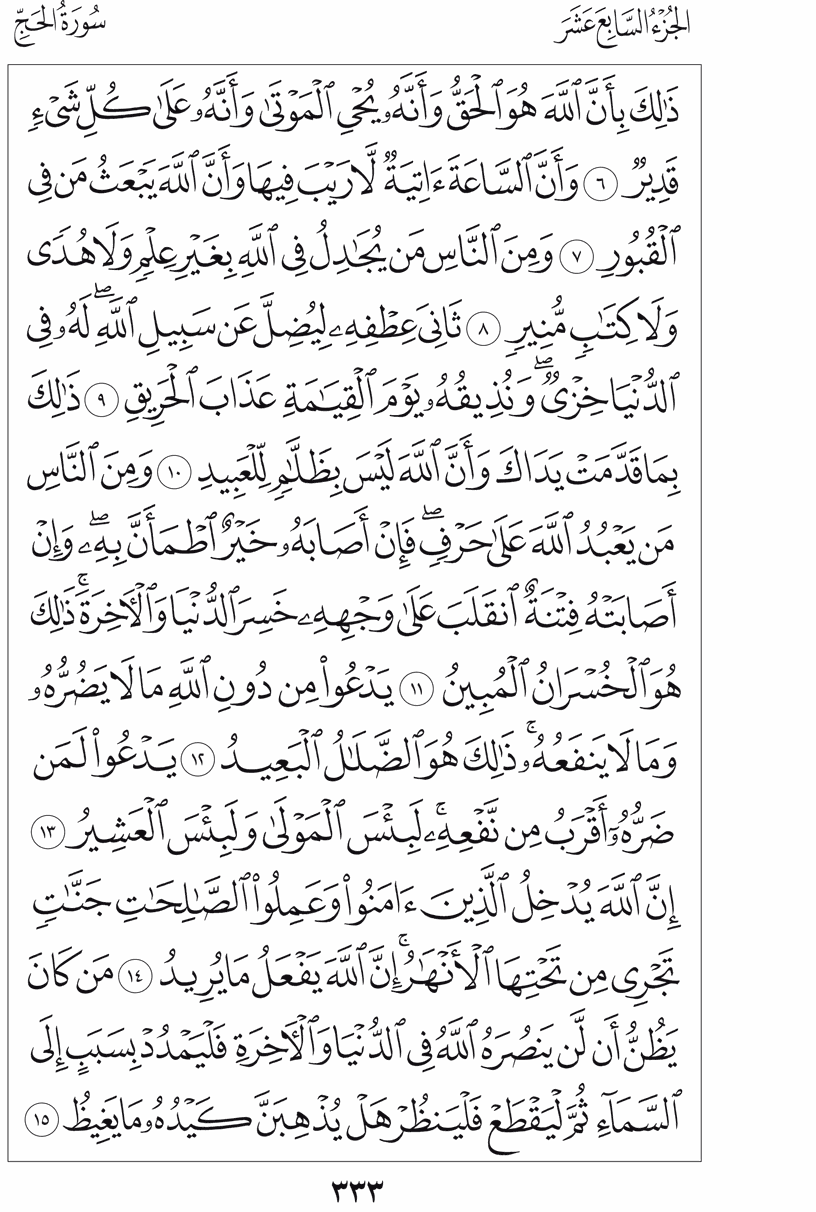 الجُزْءُ السَّابِعَ عَشَرَ
سُورَةُ الحَجِّ
ذَٰلِكَ بِأَنَّ ٱللَّهَ هُوَ ٱلْحَقُّ وَأَنَّهُۥ يُحْىِ ٱلْمَوْتَىٰ وَأَنَّهُۥ عَلَىٰ كُلِّ شَىْءٍ
قَدِيرٌ ٦ وَأَنَّ ٱلسَّاعَةَ ءَاتِيَةٌ لَّا رَيْبَ فِيهَا وَأَنَّ ٱللَّهَ يَبْعَثُ مَن فِى
ٱلْقُبُورِ ٧ وَمِنَ ٱلنَّاسِ مَن يُجَٰدِلُ فِى ٱللَّهِ بِغَيْرِ عِلْمٍ وَلَا هُدًى
وَلَا كِتَٰبٍ مُّنِيرٍ ٨ ثَانِىَ عِطْفِهِۦ لِيُضِلَّ عَن سَبِيلِ ٱللَّهِ ۖ لَهُۥ فِى
ٱلدُّنْيَا خِزْىٌ ۖ وَنُذِيقُهُۥ يَوْمَ ٱلْقِيَٰمَةِ عَذَابَ ٱلْحَرِيقِ ٩ ذَٰلِكَ
بِمَا قَدَّمَتْ يَدَاكَ وَأَنَّ ٱللَّهَ لَيْسَ بِظَلَّٰمٍ لِّلْعَبِيدِ ١٠ وَمِنَ ٱلنَّاسِ
مَن يَعْبُدُ ٱللَّهَ عَلَىٰ حَرْفٍ ۖ فَإِنْ أَصَابَهُۥ خَيْرٌ ٱطْمَأَنَّ بِهِۦ ۖ وَإِنْ
أَصَابَتْهُ فِتْنَةٌ ٱنقَلَبَ عَلَىٰ وَجْهِهِۦ خَسِرَ ٱلدُّنْيَا وَٱلْءَاخِرَةَ ۚ ذَٰلِكَ
هُوَ ٱلْخُسْرَانُ ٱلْمُبِينُ ١١ يَدْعُوا۟ مِن دُونِ ٱللَّهِ مَا لَا يَضُرُّهُۥ
وَمَا لَا يَنفَعُهُۥ ۚ ذَٰلِكَ هُوَ ٱلضَّلَٰلُ ٱلْبَعِيدُ ١٢ يَدْعُوا۟ لَمَن
ضَرُّهُۥٓ أَقْرَبُ مِن نَّفْعِهِۦ ۚ لَبِئْسَ ٱلْمَوْلَىٰ وَلَبِئْسَ ٱلْعَشِيرُ ١٣
إِنَّ ٱللَّهَ يُدْخِلُ ٱلَّذِينَ ءَامَنُوا۟ وَعَمِلُوا۟ ٱلصَّٰلِحَٰتِ جَنَّٰتٍ
تَجْرِى مِن تَحْتِهَا ٱلْأَنْهَٰرُ ۚ إِنَّ ٱللَّهَ يَفْعَلُ مَا يُرِيدُ ١٤ مَن كَانَ
يَظُنُّ أَن لَّن يَنصُرَهُ ٱللَّهُ فِى ٱلدُّنْيَا وَٱلْءَاخِرَةِ فَلْيَمْدُدْ بِسَبَبٍ إِلَى
ٱلسَّمَآءِ ثُمَّ لْيَقْطَعْ فَلْيَنظُرْ هَلْ يُذْهِبَنَّ كَيْدُهُۥ مَا يَغِيظُ ١٥
٣٣٣